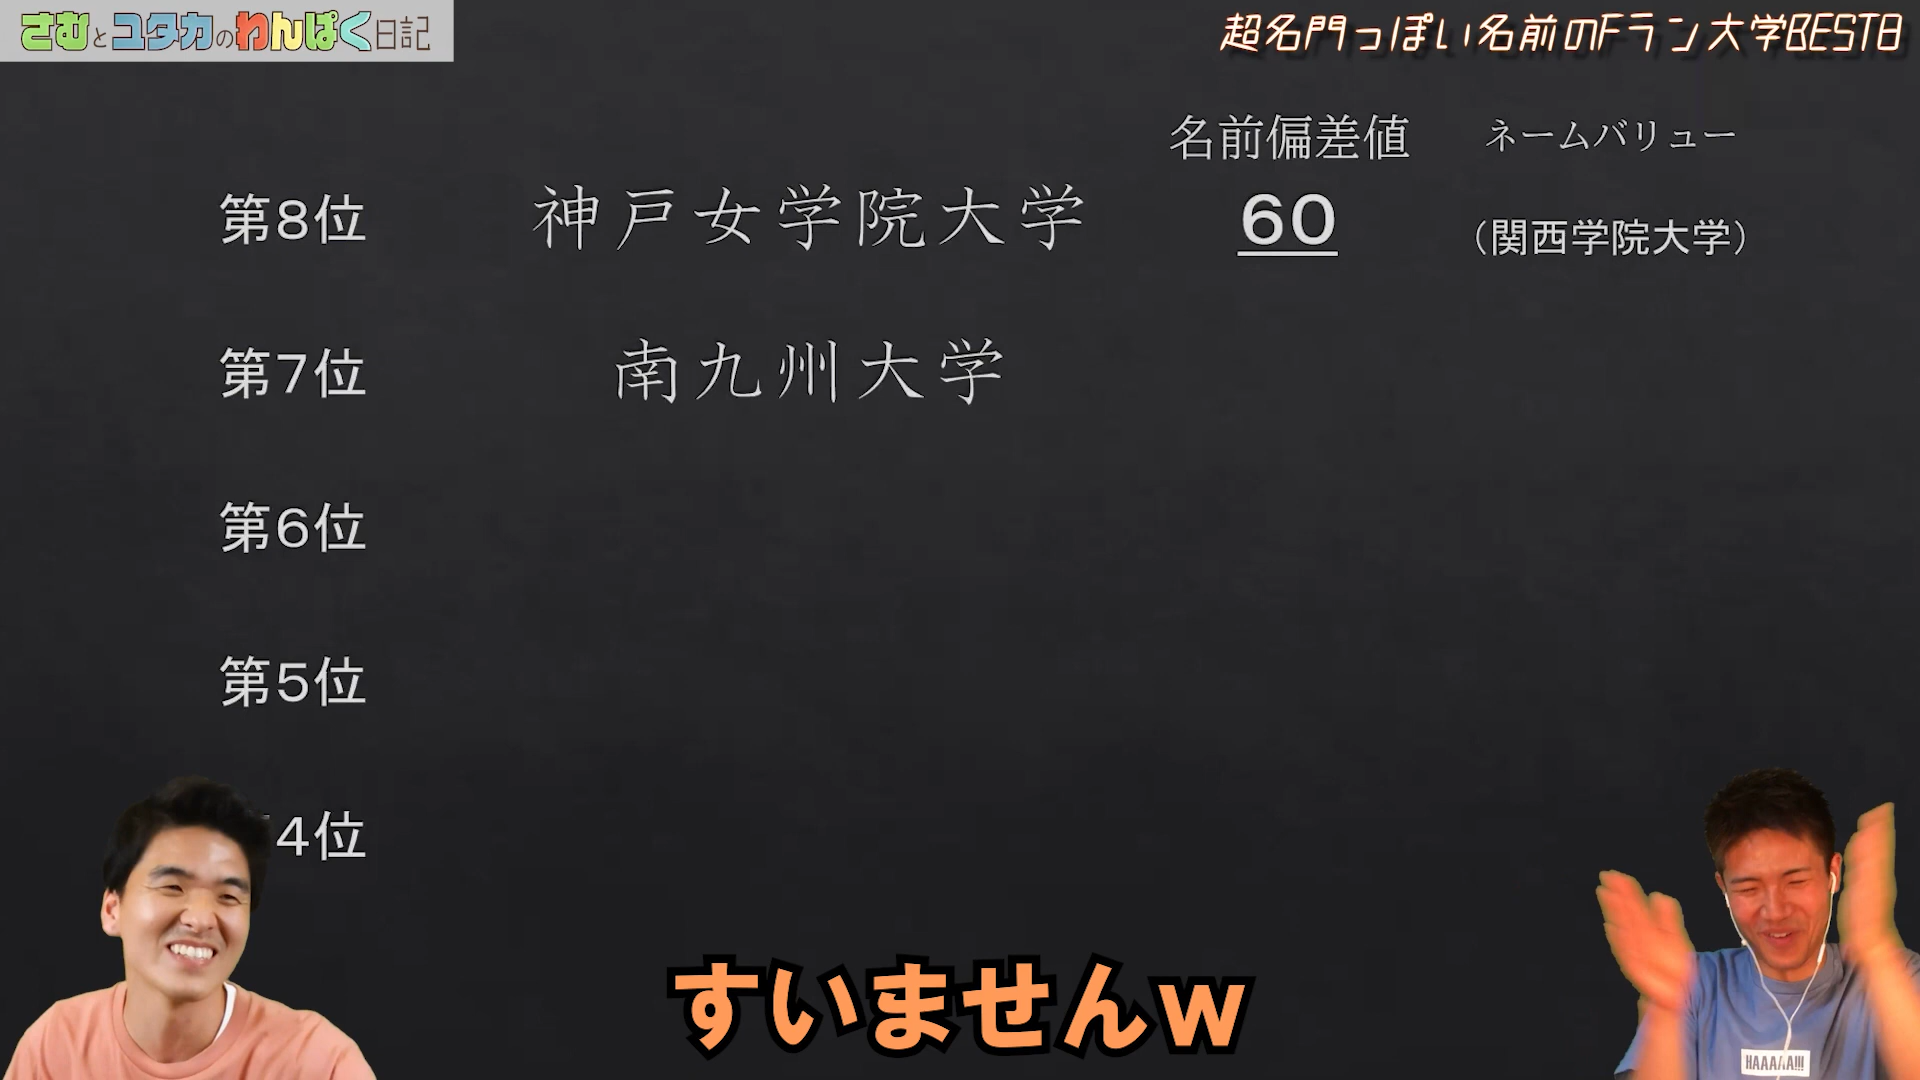 さむとユタカのわんぱく日記
超名門っぽい名前のFラン大学BEST8
名前偏差値 ネームバリュー
第8位 神戸女学院大学 60 (関西学院大学)
第7位 南九州大学
第6位
第5位
4位
すいませんw
HAAAAA!!!